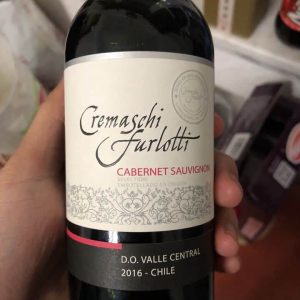 Cremaschi
Furlotti
CABERNET SAUVIGNON
D.O. VALLE CENTRAL
2016 - CHILE